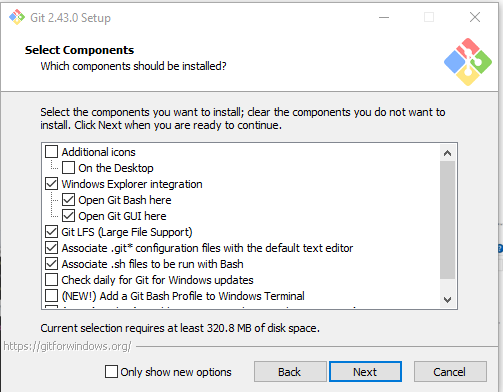 Git 2.43.0 Setup
Select Components
Which components should be installed?
Select the components you want to install; clear the components you do not want to
install. Click Next when you are ready to continue.
Additional icons
On the Desktop
Windows Explorer integration
Open Git Bash here
Open Git GUI here
Git LFS (Large File Support)
Associate .git* configuration files with the default text editor
Associate .sh files to be run with Bash
Check daily for Git for Windows updates
(NEW!) Add a Git Bash Profile to Windows Terminal
Current selection requires at least 320.8 MB of disk space.
https://gitforwindows.org/
Only show new options
Back
Next
Cancel